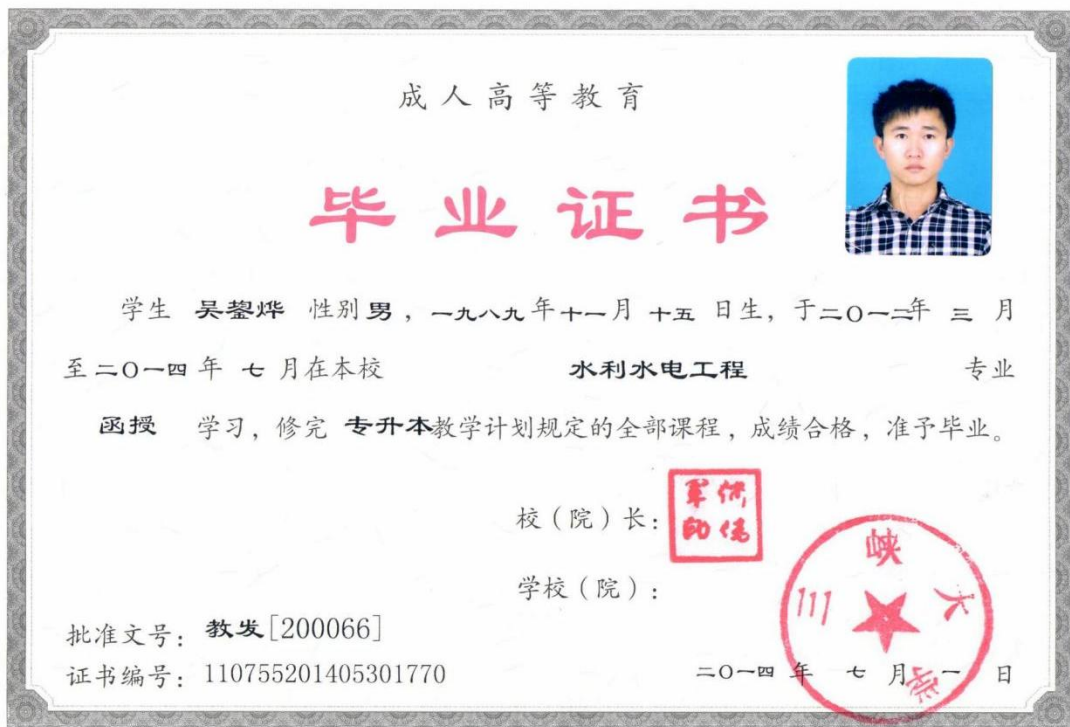 成人高等教育
毕业证书
学生 吴鋆烨 性别男，一九八九年十一月 十五 日生，于二〇一二年 三 月
至二〇一四 年 七 月在本校 水利水电工程 专业
函授 学习，修完 专升本教学计划规定的全部课程，成绩合格，准予毕业。
校（院）长：
学校（院）：
三峡大学
批准文号：教发[200066]
证书编号：110755201405301770
二〇一四 年 七 月 一 日